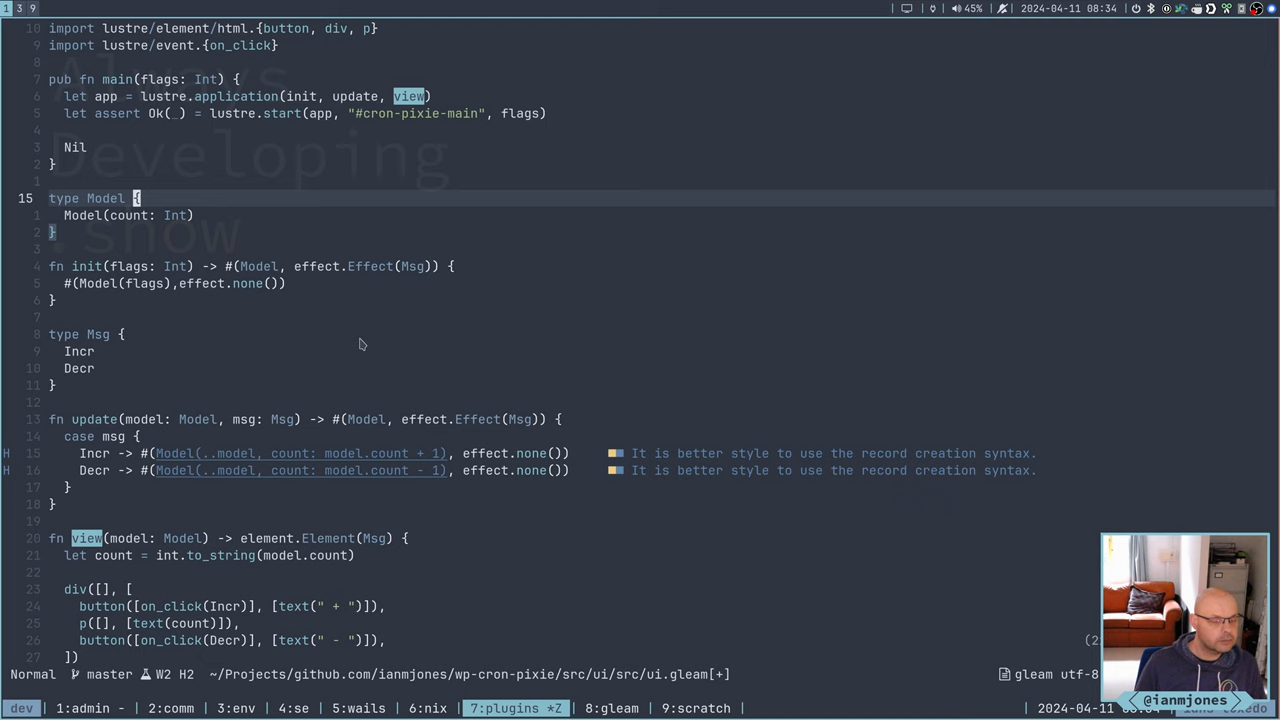 1 3 9 45% 2024-04-11 08:34
10 import lustre/element/html.{button, div, p}
9 import lustre/event.{on_click}
8
7 pub fn main(flags: Int) {
6 let app = lustre.application(init, update, view)
5 let assert Ok(_) = lustre.start(app, "#cron-pixie-main", flags)
4
3 Nil
2 }
1
15 type Model {
1 Model(count: Int)
2 }
3
4 fn init(flags: Int) -> #(Model, effect.Effect(Msg)) {
5 #(Model(flags),effect.none())
6 }
7
8 type Msg {
9 Incr
10 Decr
11 }
12
13 fn update(model: Model, msg: Msg) -> #(Model, effect.Effect(Msg)) {
14 case msg {
H 15 Incr -> #(Model(..model, count: model.count + 1), effect.none()) It is better style to use the record creation syntax.
H 16 Decr -> #(Model(..model, count: model.count - 1), effect.none()) It is better style to use the record creation syntax.
17 }
18 }
19
20 fn view(model: Model) -> element.Element(Msg) {
21 let count = int.to_string(model.count)
22
23 div([], [
24 button([on_click(Incr)], [text(" + ")]),
25 p([], [text(count)]),
26 button([on_click(Decr)], [text(" - ")]),
27 ])
Always
Developing
.show
Normal master W2 H2 ~/Projects/github.com/ianmjones/wp-cron-pixie/src/ui/src/ui.gleam[+] gleam utf-8
dev 1:admin - 2:comms 3:env 4:se 5:wails 6:nix 7:plugins *Z 8:gleam 9:scratch
@ianmjones